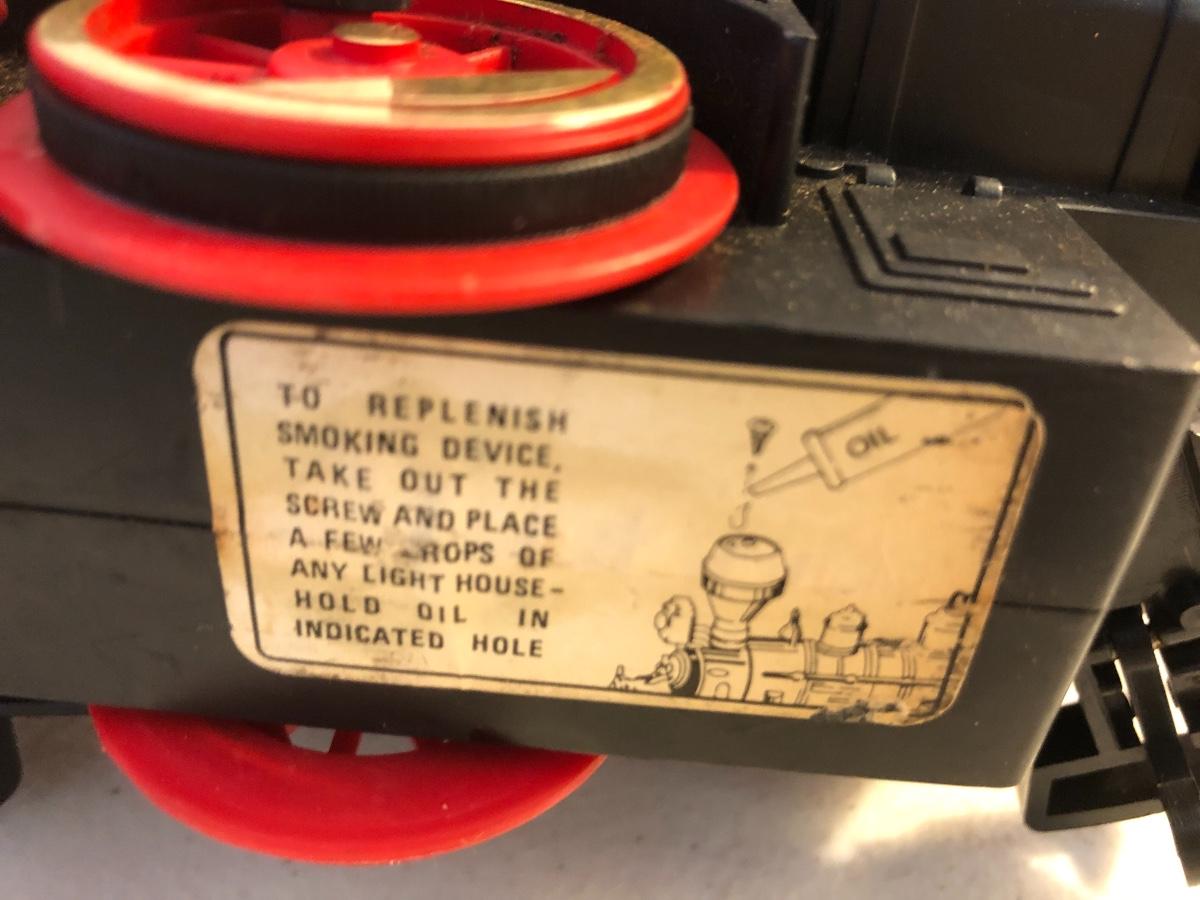 TO REPLENISH
SMOKING DEVICE,
TAKE OUT THE
SCREW AND PLACE
A FEW ROPS OF
ANY LIGHT HOUSE-
HOLD OIL IN
INDICATED HOLE
OIL